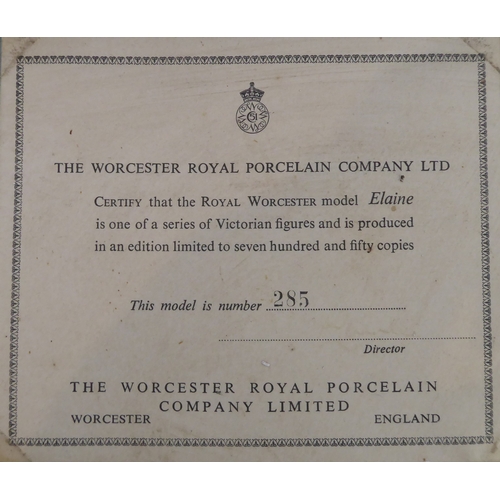 51
THE WORCESTER ROYAL PORCELAIN COMPANY LTD
CERTIFY that the ROYAL WORCESTER model Elaine
is one of a series of Victorian figures and is produced
in an edition limited to seven hundred and fifty copies
This model is number 285
Director
THE WORCESTER ROYAL PORCELAIN
COMPANY LIMITED
WORCESTER ENGLAND